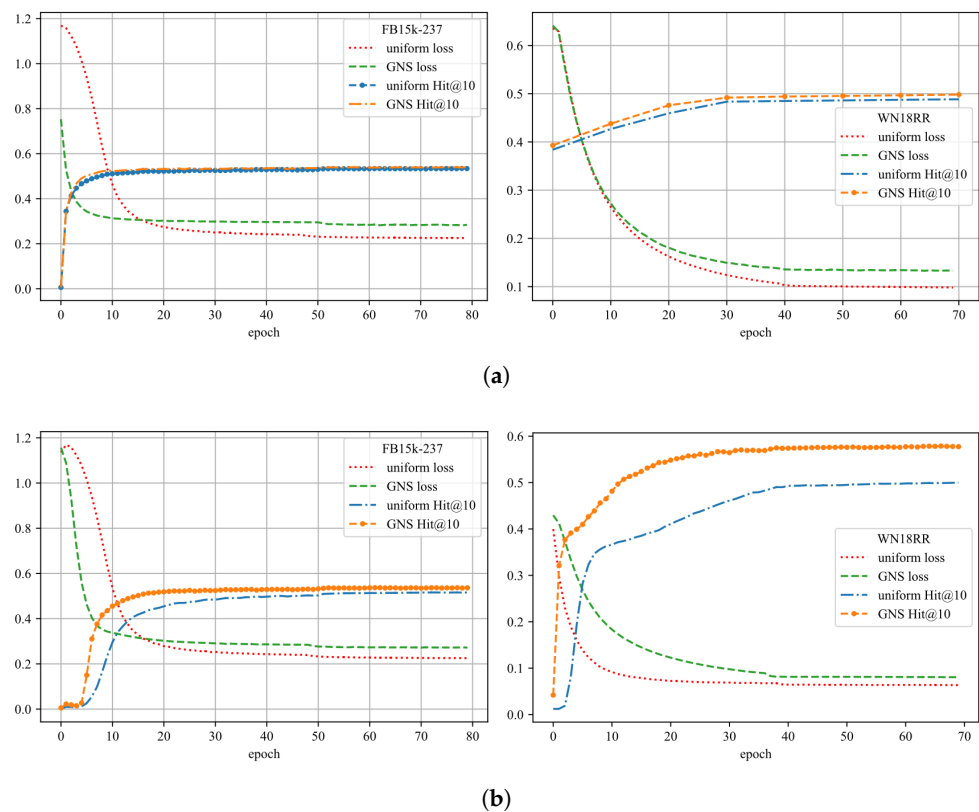 1.2
1.0
0.8
0.6
0.4
0.2
0.0
FB15k-237
uniform loss
GNS loss
uniform Hit@10
GNS Hit@10
0 10 20 30 40 50 60 70 80
epoch
0.6
0.5
0.4
0.3
0.2
0.1
WN18RR
uniform loss
GNS loss
uniform Hit@10
GNS Hit@10
0 10 20 30 40 50 60 70
epoch
(a)
1.2
1.0
0.8
0.6
0.4
0.2
0.0
FB15k-237
uniform loss
GNS loss
uniform Hit@10
GNS Hit@10
0 10 20 30 40 50 60 70 80
epoch
0.6
0.5
0.4
0.3
0.2
0.1
0.0
WN18RR
uniform loss
GNS loss
uniform Hit@10
GNS Hit@10
0 10 20 30 40 50 60 70
epoch
(b)